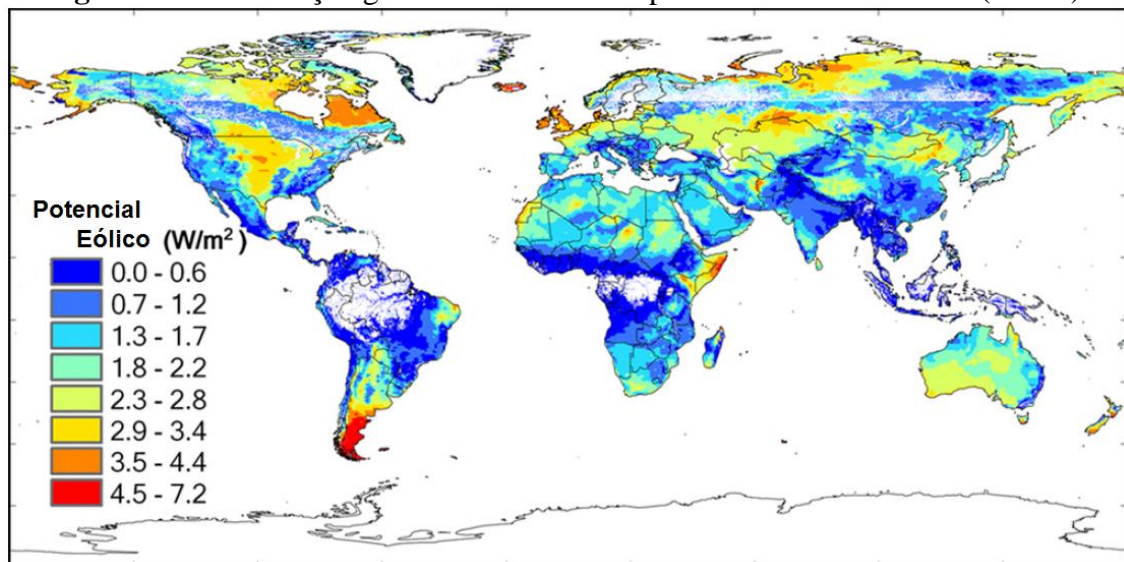 Potencial
Eólico (W/m²)
0.0 - 0.6
0.7 - 1.2
1.3 - 1.7
1.8 - 2.2
2.3 - 2.8
2.9 - 3.4
3.5 - 4.4
4.5 - 7.2